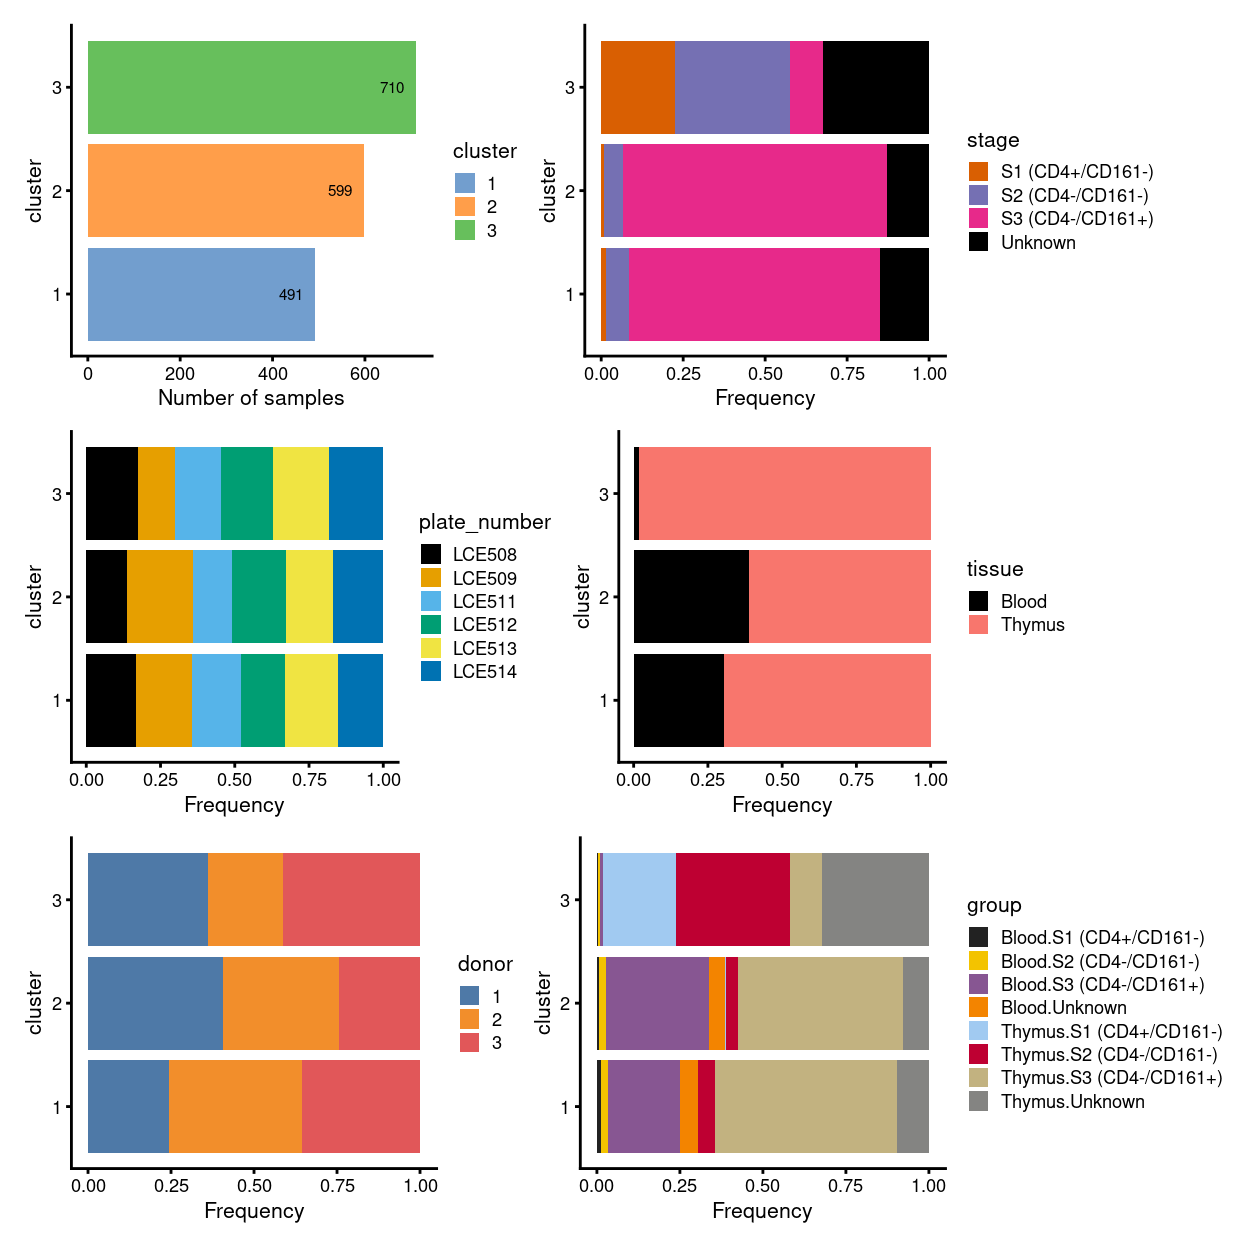 3
2
1
cluster
710
599
491
0
200
400
600
Number of samples
cluster
1
2
3
3
2
1
cluster
0.00
0.25
0.50
0.75
1.00
Frequency
stage
S1 (CD4+/CD161-)
S2 (CD4-/CD161-)
S3 (CD4-/CD161+)
Unknown
3
2
1
cluster
0.00
0.25
0.50
0.75
1.00
Frequency
plate_number
LCE508
LCE509
LCE511
LCE512
LCE513
LCE514
3
2
1
cluster
0.00
0.25
0.50
0.75
1.00
Frequency
tissue
Blood
Thymus
3
2
1
cluster
0.00
0.25
0.50
0.75
1.00
Frequency
donor
1
2
3
3
2
1
cluster
0.00
0.25
0.50
0.75
1.00
Frequency
group
Blood.S1 (CD4+/CD161-)
Blood.S2 (CD4-/CD161-)
Blood.S3 (CD4-/CD161+)
Blood.Unknown
Thymus.S1 (CD4+/CD161-)
Thymus.S2 (CD4-/CD161-)
Thymus.S3 (CD4-/CD161+)
Thymus.Unknown